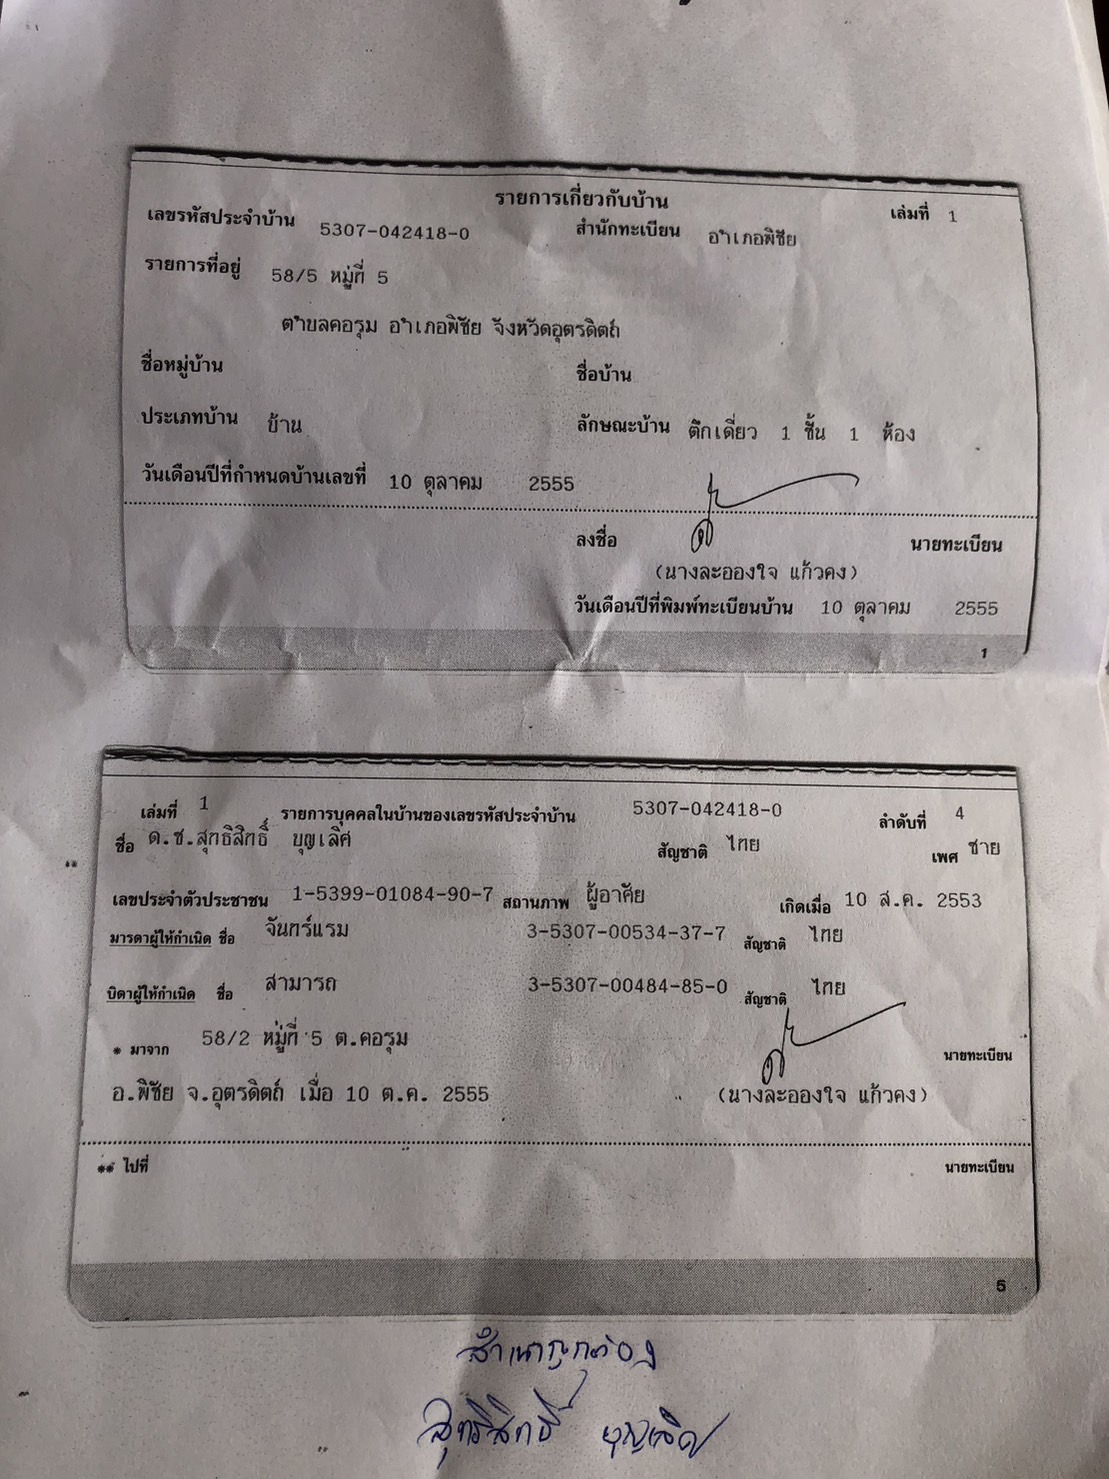 รายการเกี่ยวกับบ้าน
เล่มที่ 1
เลขรหัสประจำบ้าน 5307-042418-0 สำนักทะเบียน อำเภอพิชัย
รายการที่อยู่ 58/5 หมู่ที่ 5
ตำบลคอรุม อำเภอพิชัย จังหวัดอุตรดิตถ์
ชื่อหมู่บ้าน ชื่อบ้าน
ประเภทบ้าน บ้าน ลักษณะบ้าน ตึกเดี่ยว 1 ชั้น 1 ห้อง
วันเดือนปีที่กำหนดบ้านเลขที่ 10 ตุลาคม 2555
ลงชื่อ นายทะเบียน
(นางละอองใจ แก้วคง)
วันเดือนปีที่พิมพ์ทะเบียนบ้าน 10 ตุลาคม 2555
1
เล่มที่ 1 รายการบุคคลในบ้านของเลขรหัสประจำบ้าน 5307-042418-0 ลำดับที่ 4
ชื่อ ด.ช.สุทธิสิทธิ์ บุญเลิศ สัญชาติ ไทย เพศ ชาย
เลขประจำตัวประชาชน 1-5399-01084-90-7 สถานภาพ ผู้อาศัย เกิดเมื่อ 10 ส.ค. 2553
มารดาผู้ให้กำเนิด ชื่อ จันทร์แรม 3-5307-00534-37-7 สัญชาติ ไทย
บิดาผู้ให้กำเนิด ชื่อ สามารถ 3-5307-00484-85-0 สัญชาติ ไทย
* มาจาก 58/2 หมู่ที่ 5 ต.คอรุม
นายทะเบียน
อ.พิชัย จ.อุตรดิตถ์ เมื่อ 10 ต.ค. 2555 (นางละอองใจ แก้วคง)
** ไปที่ นายทะเบียน
5
สำเนาถูกต้อง
สุทธิสิทธิ์ บุญเลิศ